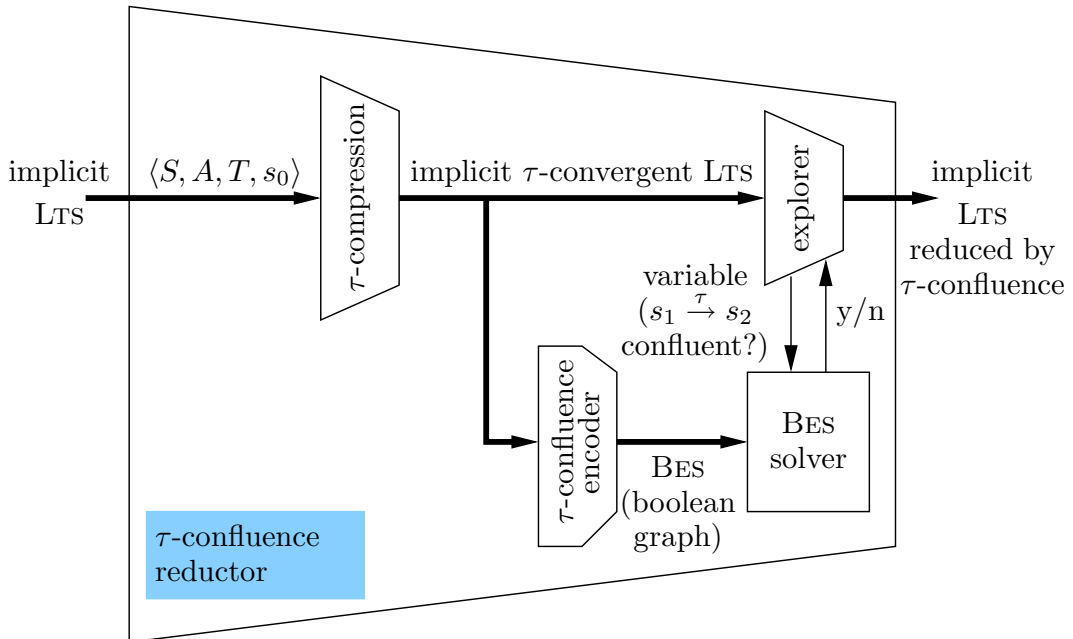 implicit
LTS
⟨S, A, T, s₀⟩
τ-compression
implicit τ-convergent LTS
explorer
implicit
LTS
reduced by
τ-confluence
variable
(s₁ →^τ s₂
confluent?)
y/n
τ-confluence
encoder
BES
(boolean
graph)
BES
solver
τ-confluence
reductor